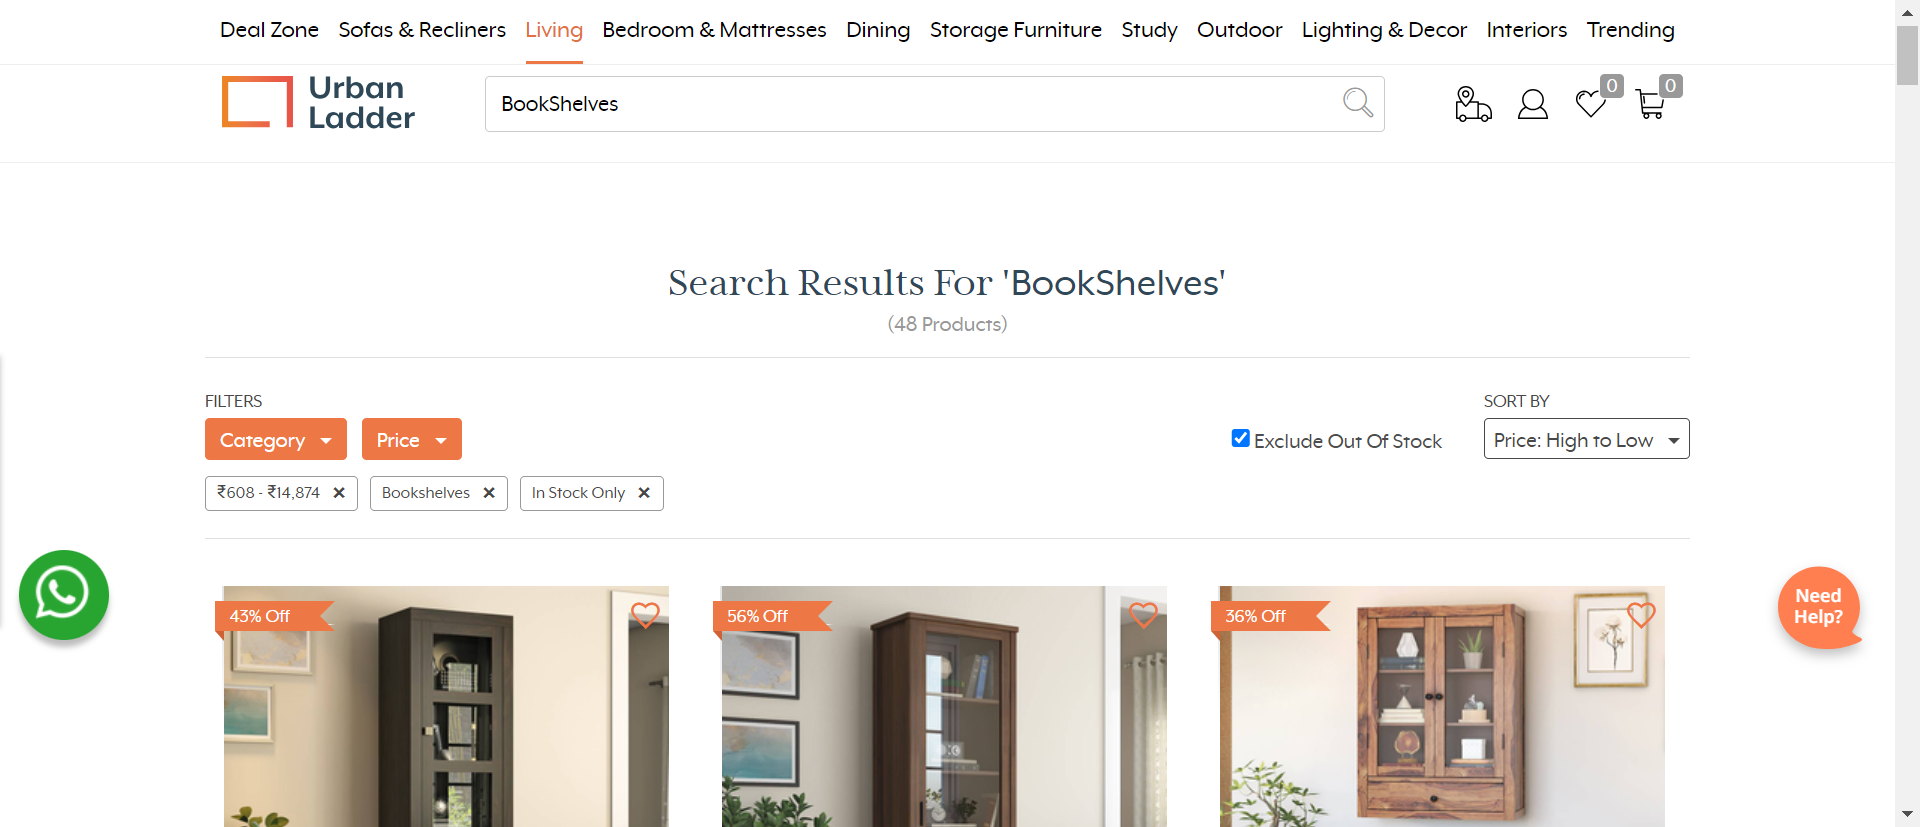 Deal Zone Sofas & Recliners Living Bedroom & Mattresses Dining Storage Furniture Study Outdoor Lighting & Decor Interiors Trending
Urban
Ladder
BookShelves
0
0
Search Results For 'BookShelves'
(48 Products)
FILTERS
SORT BY
Category
Price
Exclude Out Of Stock
Price: High to Low
₹608 - ₹14,874 ×
Bookshelves ×
In Stock Only ×
43% Off
56% Off
36% Off
Need
Help?